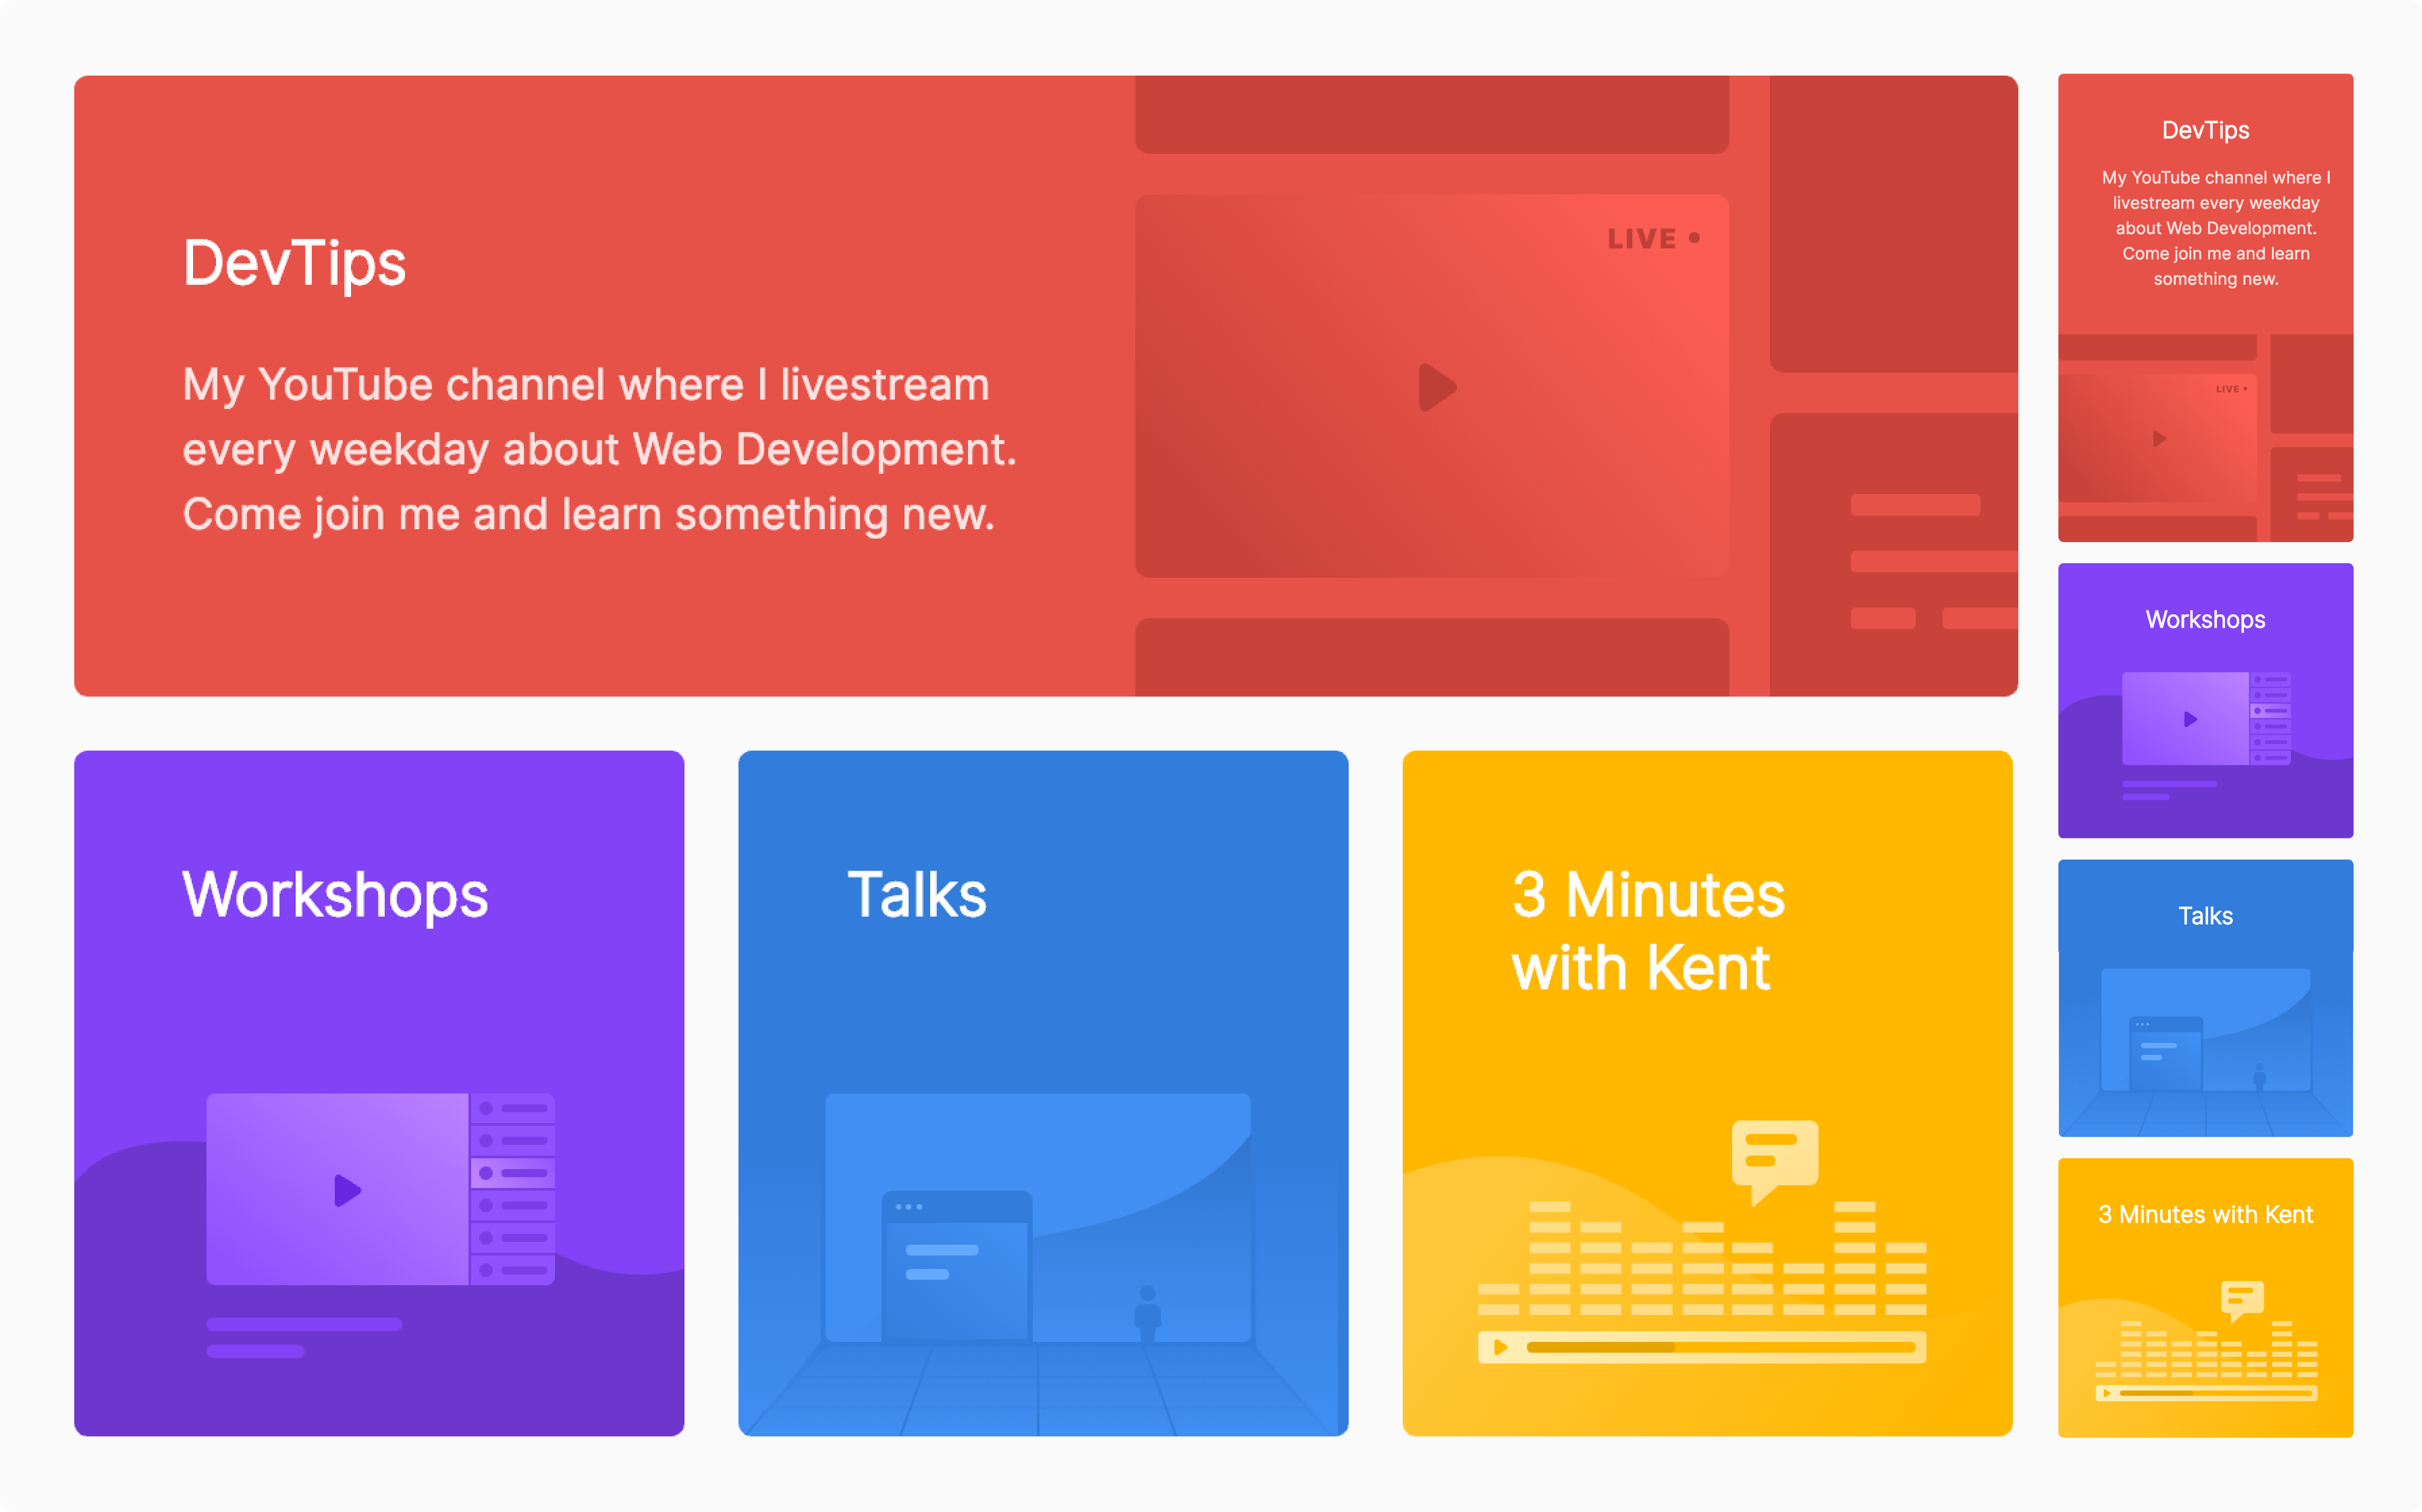 DevTips
My YouTube channel where I livestream
every weekday about Web Development.
Come join me and learn something new.
LIVE •
Workshops
Talks
3 Minutes
with Kent
DevTips
My YouTube channel where I
livestream every weekday
about Web Development.
Come join me and learn
something new.
LIVE •
Workshops
Talks
3 Minutes with Kent